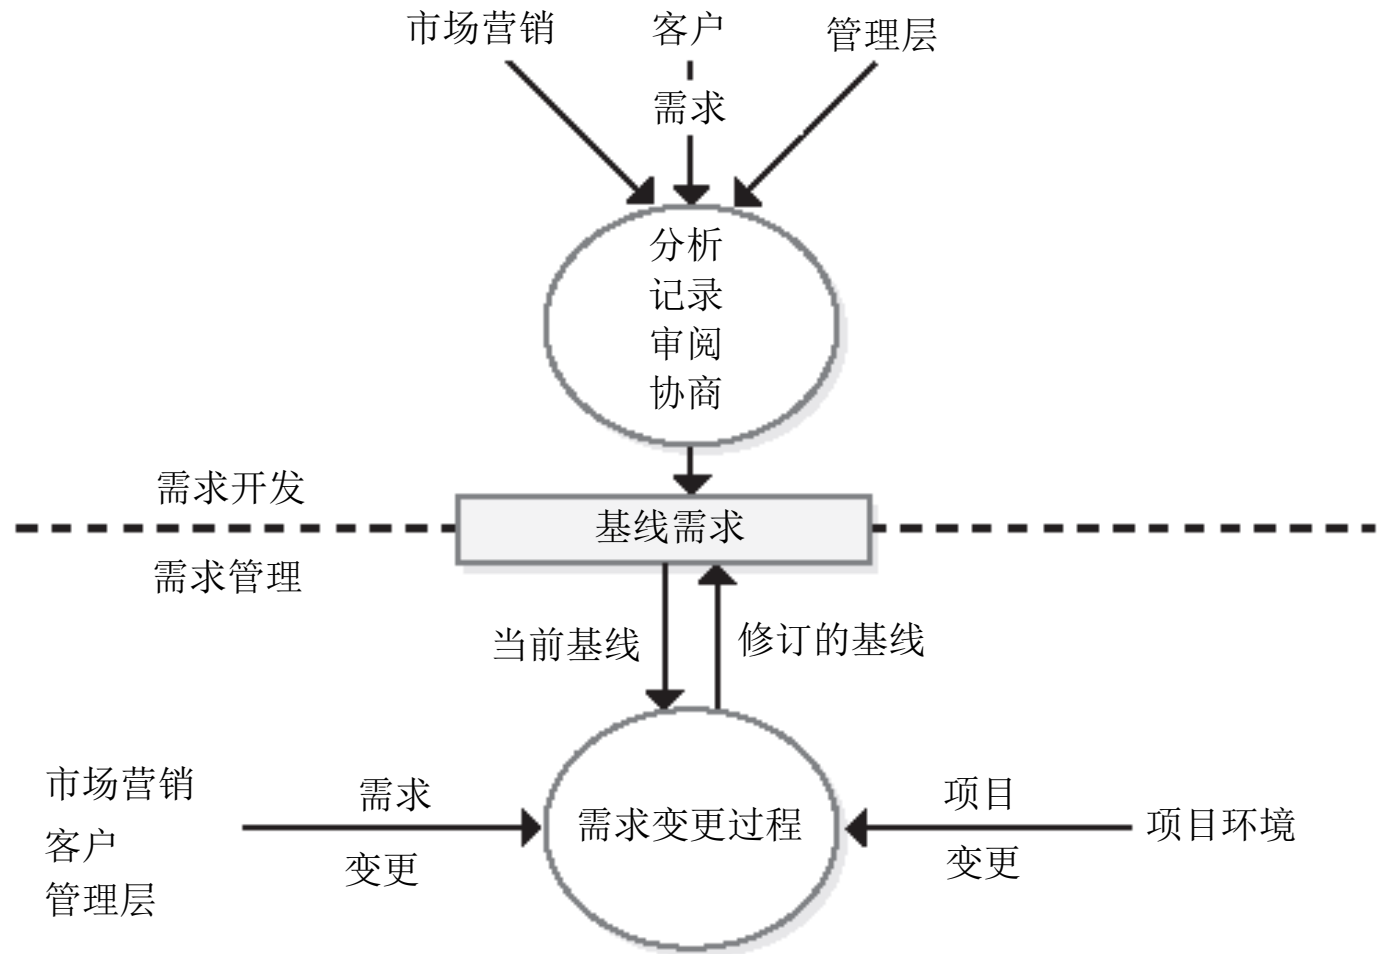 市场营销
客户
管理层
需求
分析
记录
审阅
协商
需求开发
基线需求
需求管理
当前基线
修订的基线
市场营销
客户
管理层
需求
变更
需求变更过程
项目
变更
项目环境